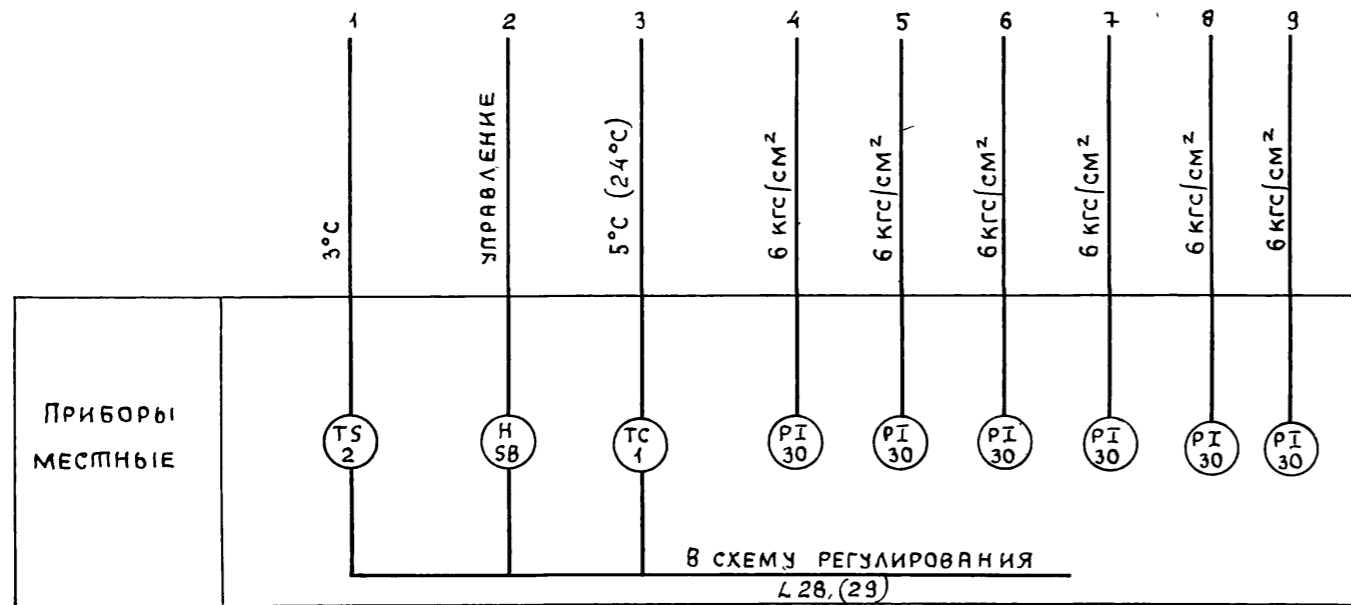 1 2 3 4 5 6 7 8 9
3°С
УПРАВЛЕНИЕ
5°С (24°С)
6 КГС/СМ²
6 КГС/СМ²
6 КГС/СМ²
6 КГС/СМ²
6 КГС/СМ²
6 КГС/СМ²
ПРИБОРЫ
МЕСТНЫЕ
TS
2
H
SB
TC
1
PI
30
PI
30
PI
30
PI
30
PI
30
PI
30
В СХЕМУ РЕГУЛИРОВАНИЯ
L 28, (29)